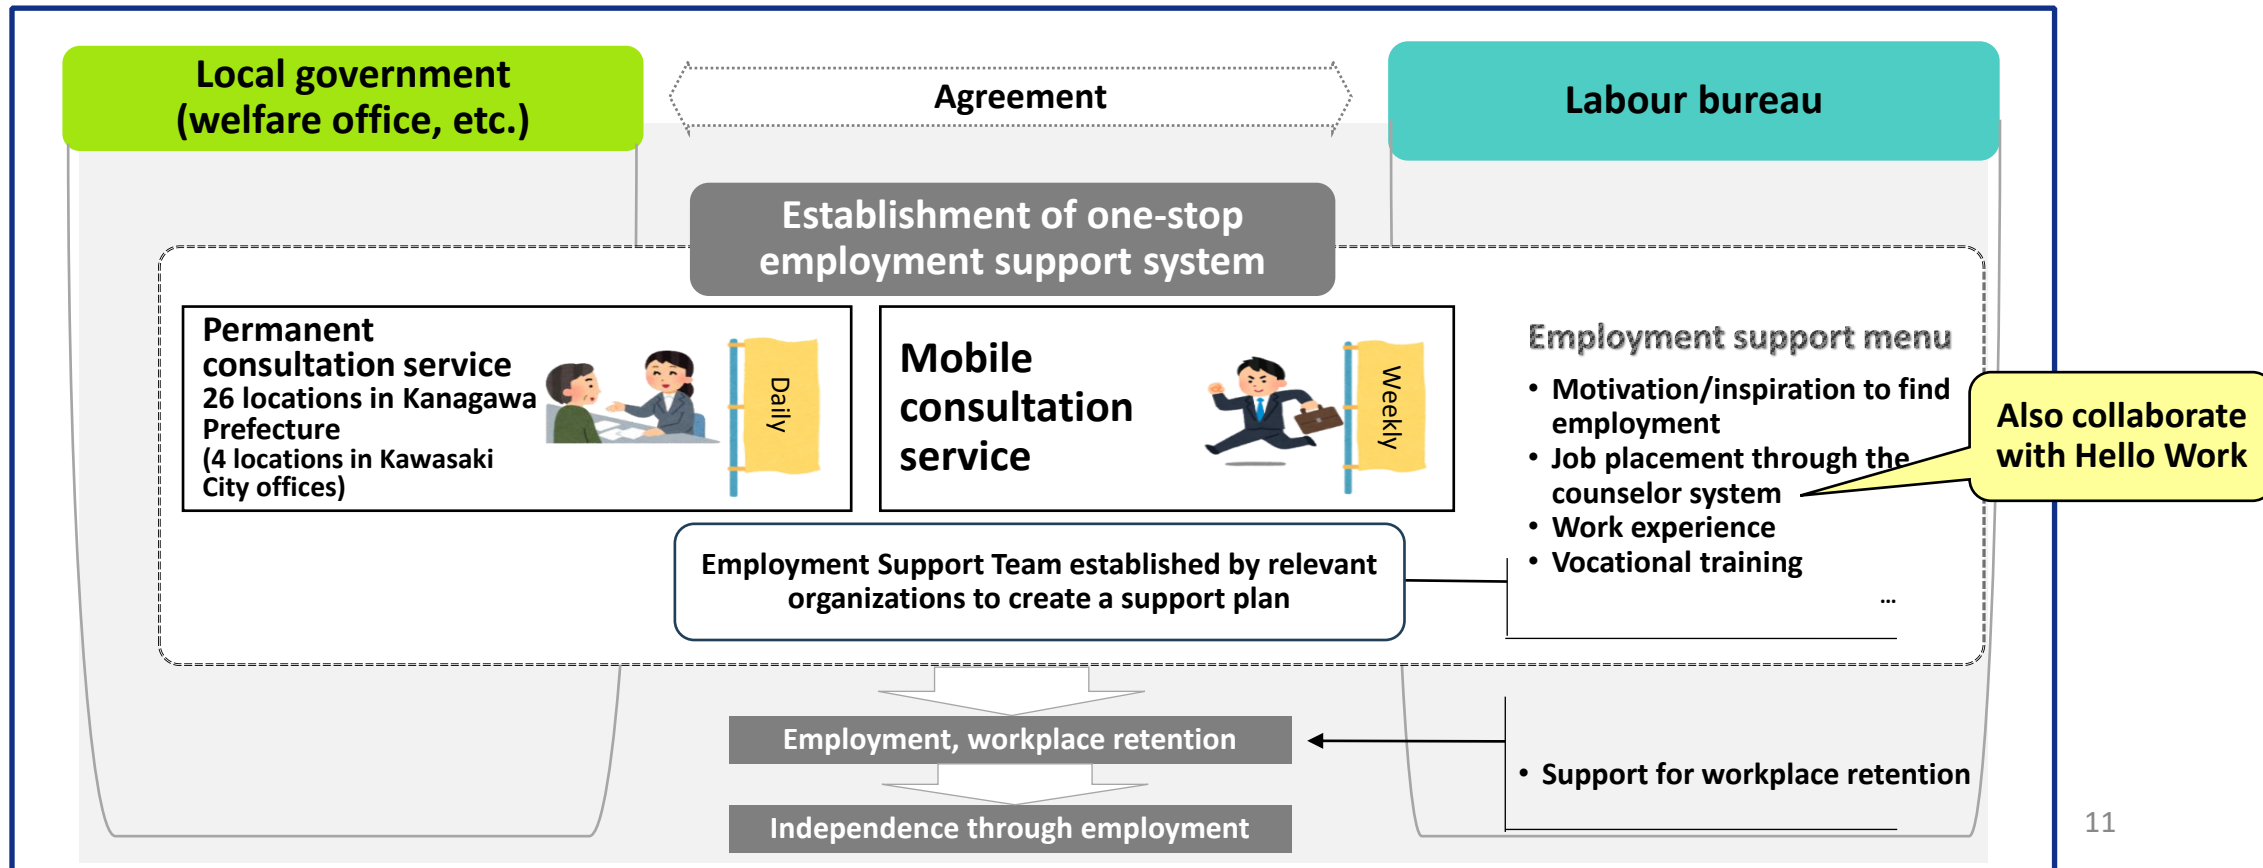 Local government
(welfare office, etc.)
Agreement
Labour bureau
Establishment of one-stop
employment support system
Permanent
consultation service
26 locations in Kanagawa
Prefecture
(4 locations in Kawasaki
City offices)
Daily
Mobile
consultation
service
Weekly
Employment support menu
• Motivation/inspiration to find
employment
• Job placement through the
counselor system
• Work experience
• Vocational training
...
Also collaborate
with Hello Work
Employment Support Team established by relevant
organizations to create a support plan
Employment, workplace retention
• Support for workplace retention
Independence through employment
11